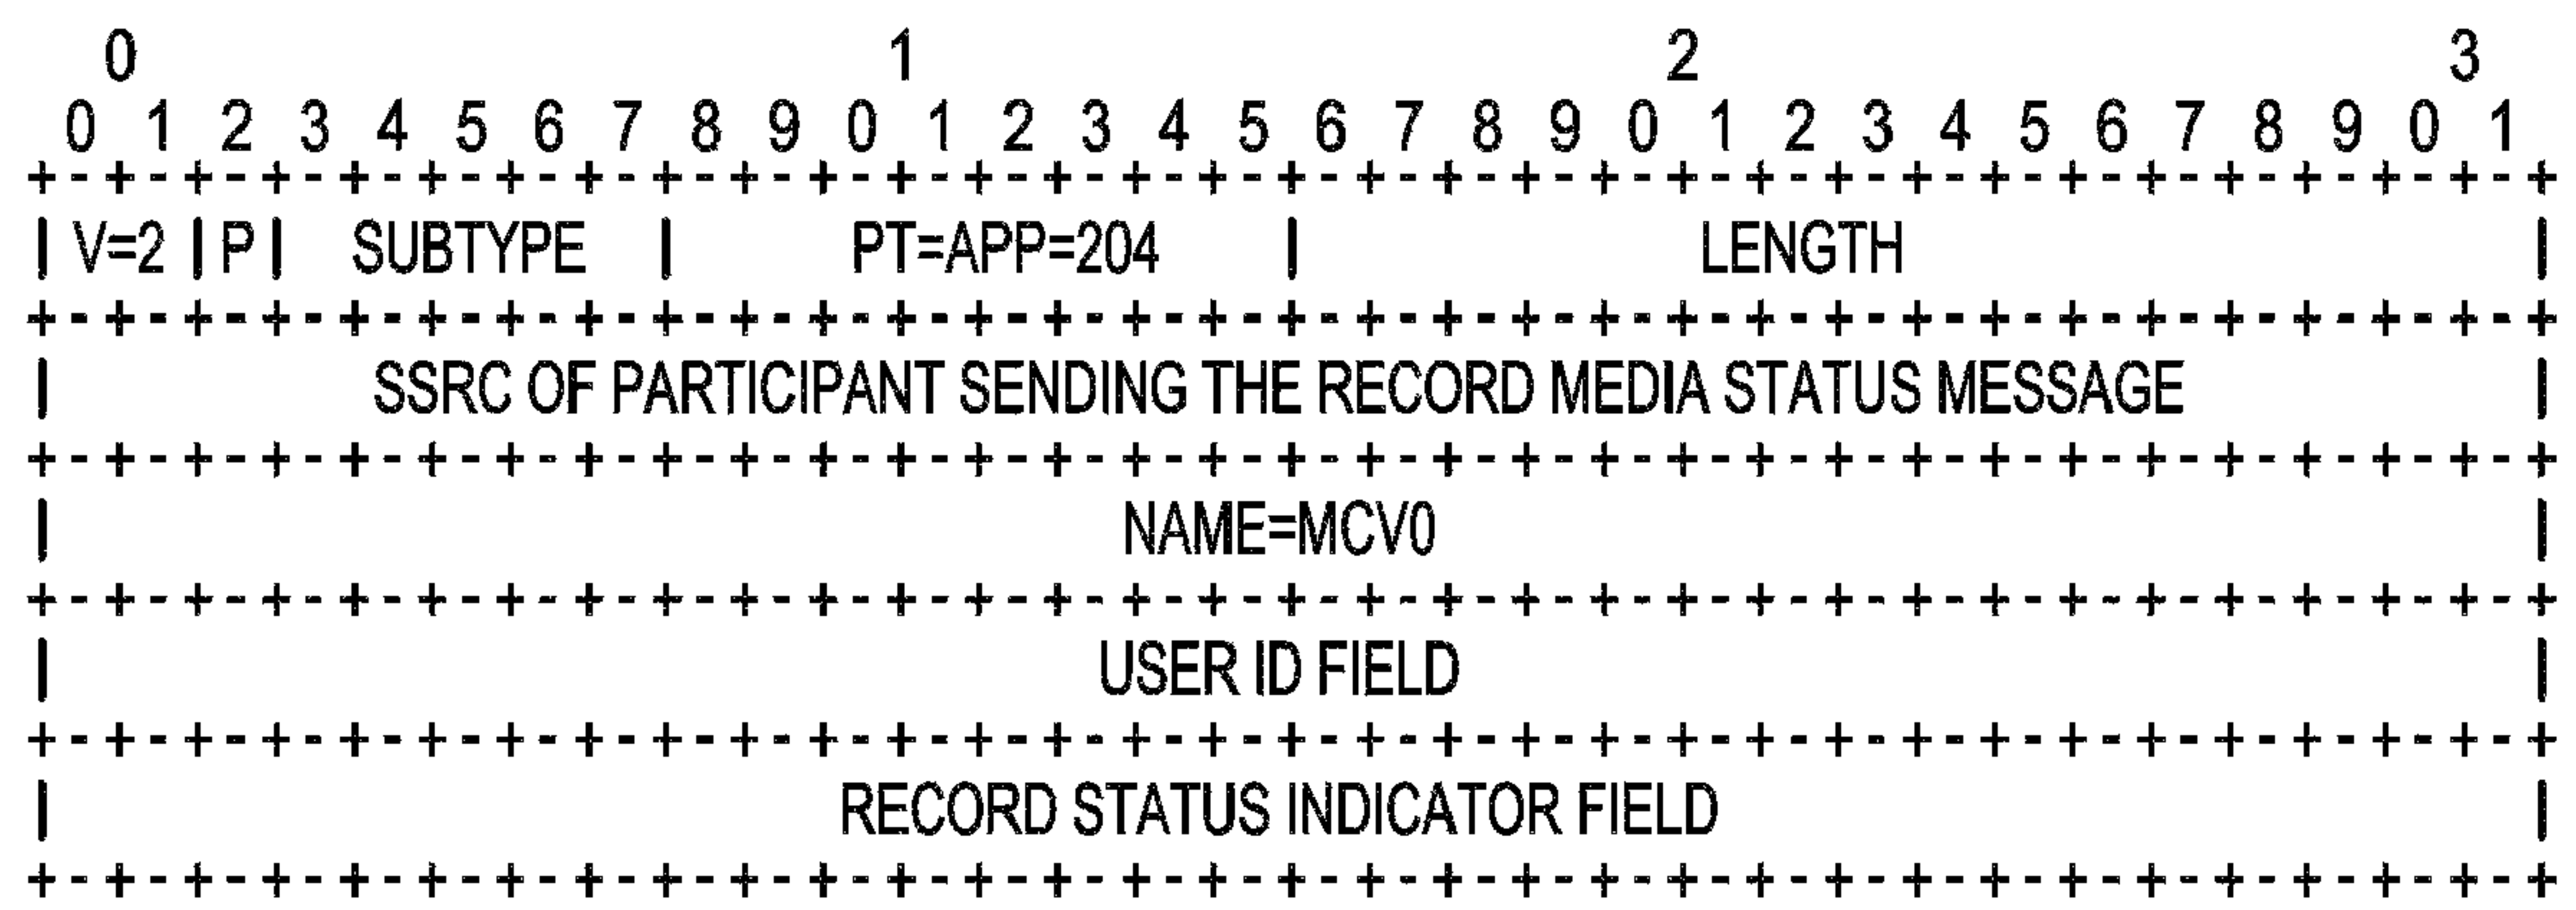 0 1 2 3
0 1 2 3 4 5 6 7 8 9 0 1 2 3 4 5 6 7 8 9 0 1 2 3 4 5 6 7 8 9 0 1
+-+-+-+-+-+-+-+-+-+-+-+-+-+-+-+-+-+-+-+-+-+-+-+-+-+-+-+-+-+-+-+-+
| V=2 | P | SUBTYPE | PT=APP=204 | LENGTH |
+-+-+-+-+-+-+-+-+-+-+-+-+-+-+-+-+-+-+-+-+-+-+-+-+-+-+-+-+-+-+-+-+
| SSRC OF PARTICIPANT SENDING THE RECORD MEDIA STATUS MESSAGE |
+-+-+-+-+-+-+-+-+-+-+-+-+-+-+-+-+-+-+-+-+-+-+-+-+-+-+-+-+-+-+-+-+
| NAME=MCV0 |
+-+-+-+-+-+-+-+-+-+-+-+-+-+-+-+-+-+-+-+-+-+-+-+-+-+-+-+-+-+-+-+-+
| USER ID FIELD |
+-+-+-+-+-+-+-+-+-+-+-+-+-+-+-+-+-+-+-+-+-+-+-+-+-+-+-+-+-+-+-+-+
| RECORD STATUS INDICATOR FIELD |
+-+-+-+-+-+-+-+-+-+-+-+-+-+-+-+-+-+-+-+-+-+-+-+-+-+-+-+-+-+-+-+-+